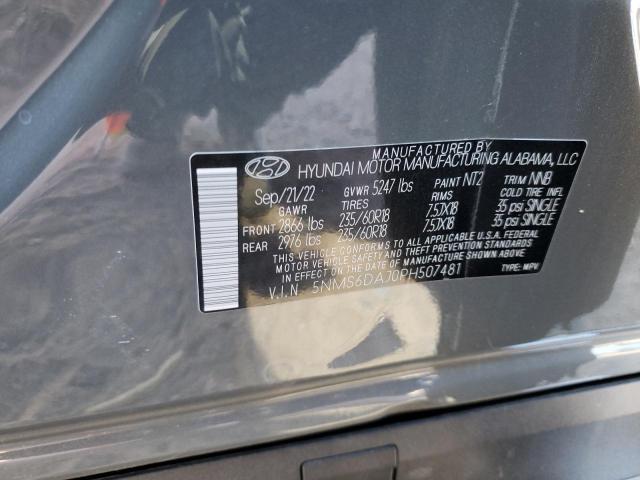 MANUFACTURED BY
HYUNDAI MOTOR MANUFACTURING ALABAMA, LLC
Sep/21/22 GVWR 5247 lbs PAINT NT2 TRIM NNB
GAWR TIRES RIMS COLD TIRE INFL
FRONT 2866 lbs 235/60R18 7.5JX18 35 psi SINGLE
REAR 2976 lbs 235/60R18 7.5JX18 35 psi SINGLE
THIS VEHICLE CONFORMS TO ALL APPLICABLE U.S.A. FEDERAL
MOTOR VEHICLE SAFETY AND THEFT PREVENTION STANDARDS
IN EFFECT ON THE DATE OF MANUFACTURE SHOWN ABOVE.
V.I.N. 5NMS6DAJ0PH507481 TYPE: MPV